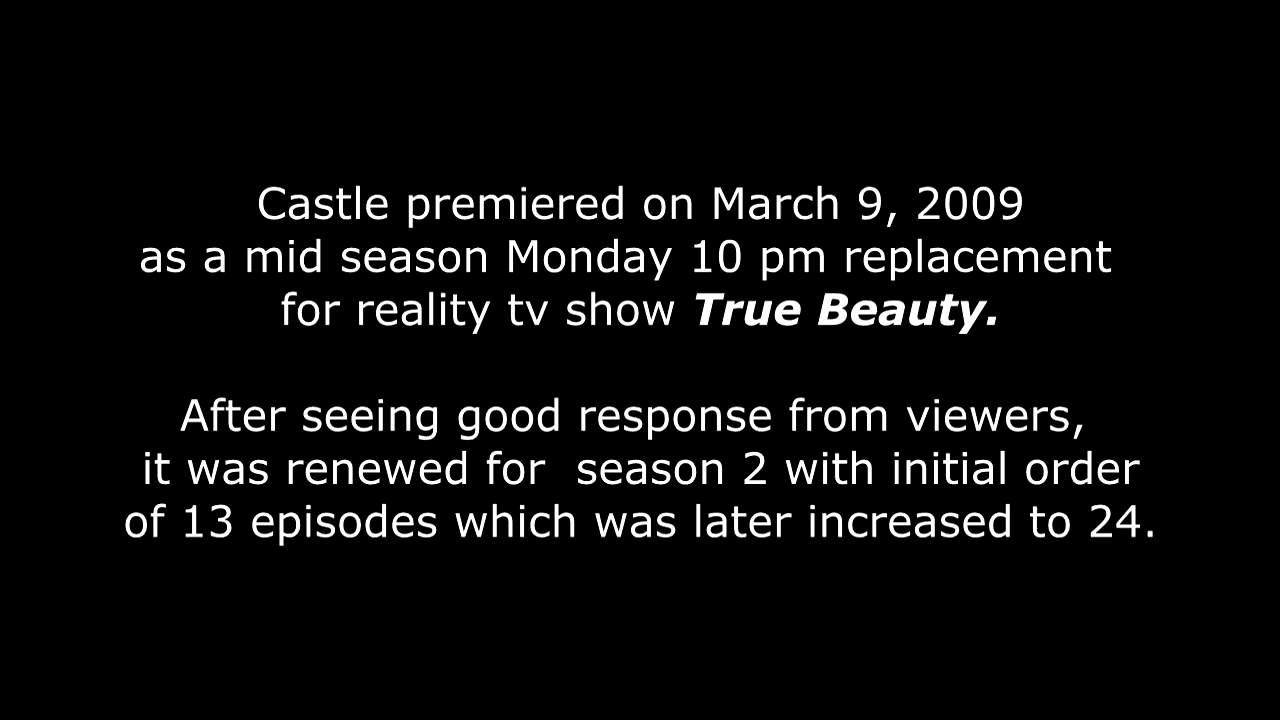 Castle premiered on March 9, 2009
as a mid season Monday 10 pm replacement
for reality tv show True Beauty.
After seeing good response from viewers,
it was renewed for  season 2 with initial order
of 13 episodes which was later increased to 24.